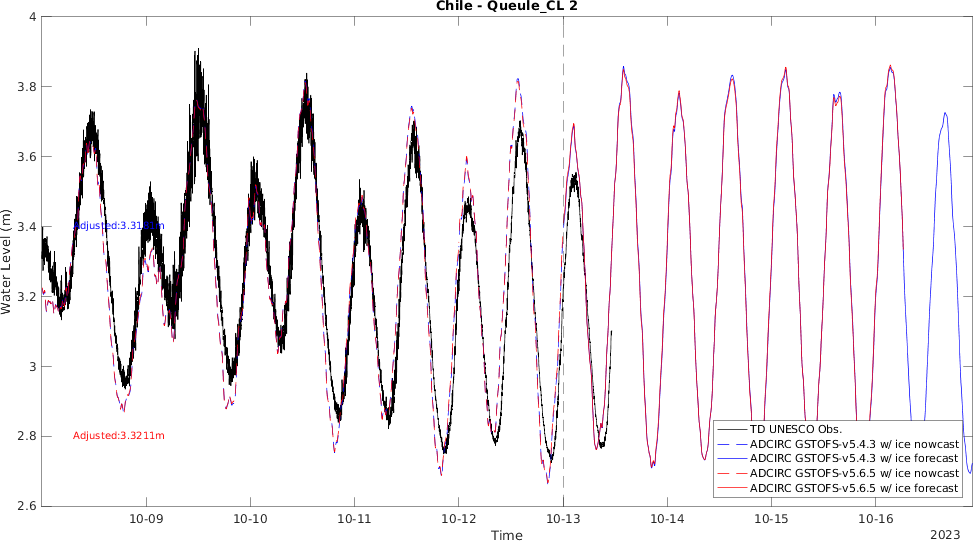 Chile - Queule_CL 2
Water Level (m)
4
3.8
3.6
3.4
3.2
3
2.8
2.6
Adjusted:3.3211m
TD UNESCO Obs.
ADCIRC GSTOFS-v5.4.3 w/ ice nowcast
ADCIRC GSTOFS-v5.4.3 w/ ice forecast
ADCIRC GSTOFS-v5.6.5 w/ ice nowcast
ADCIRC GSTOFS-v5.6.5 w/ ice forecast
10-09
10-10
10-11
10-12
10-13
10-14
10-15
10-16
Time
2023